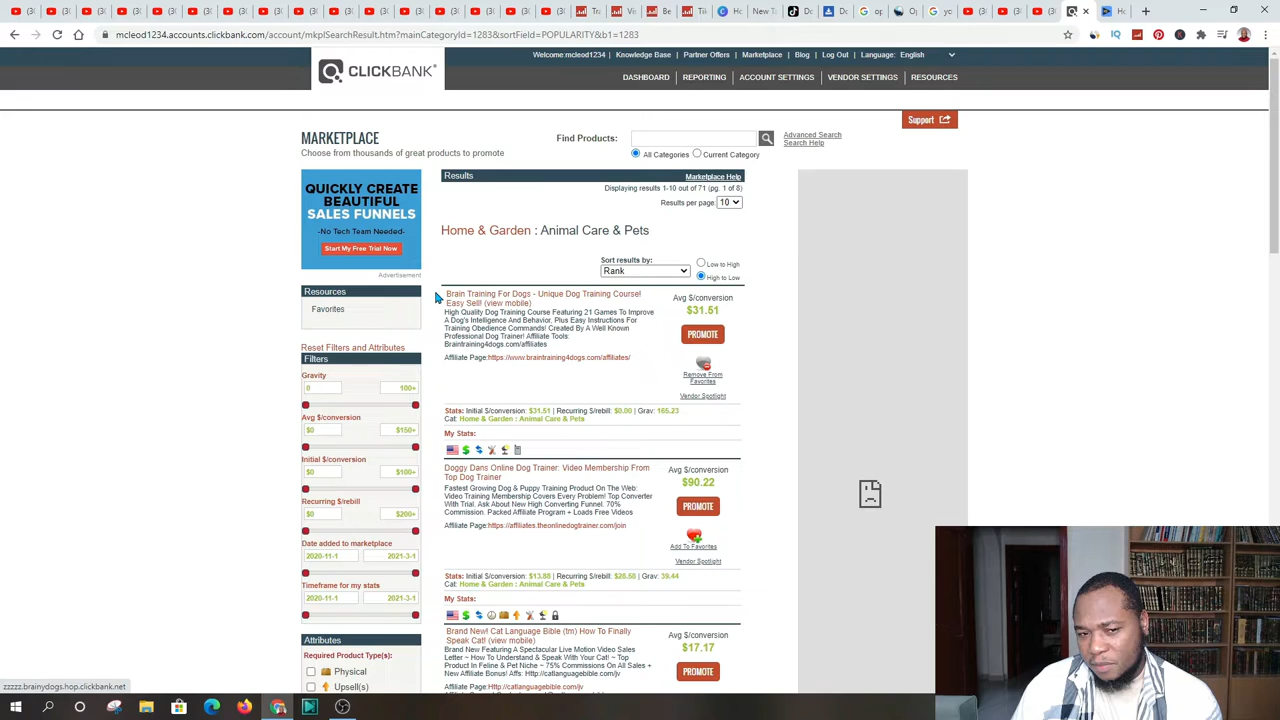 mcleod1234.accounts.clickbank.com/account/mkplSearchResult.htm?mainCategoryId=1283&sortField=POPULARITY&b1=1283
Welcome:mcleod1234 | Knowledge Base | Partner Offers | Marketplace | Blog | Log Out | Language: English
CLICKBANK®
DASHBOARD | REPORTING | ACCOUNT SETTINGS | VENDOR SETTINGS | RESOURCES
Support
MARKETPLACE
Choose from thousands of great products to promote
Find Products:
Advanced Search
Search Help
All Categories Current Category
QUICKLY CREATE
BEAUTIFUL
SALES FUNNELS
-No Tech Team Needed-
Start My Free Trial Now
Advertisement
Resources
Favorites
Reset Filters and Attributes
Filters
Gravity
0 100+
Avg $/conversion
$0 $150+
Initial $/conversion
$0 $100+
Recurring $/rebill
$0 $200+
Date added to marketplace
2020-11-1 2021-3-1
Timeframe for my stats
2020-11-1 2021-3-1
Attributes
Required Product Type(s):
Physical
Upsell(s)
Results Marketplace Help
Displaying results 1-10 out of 71 (pg. 1 of 8)
Results per page: 10
Home & Garden : Animal Care & Pets
Sort results by:
Rank
Low to High
High to Low
Brain Training For Dogs - Unique Dog Training Course!
Easy Sell! (view mobile)
High Quality Dog Training Course Featuring 21 Games To Improve
A Dog's Intelligence And Behavior, Plus Easy Instructions For
Training Obedience Commands! Created By A Well Known
Professional Dog Trainer! Affiliate Tools:
Braintraining4dogs.com/affiliates
Affiliate Page:https://www.braintraining4dogs.com/affiliates/
Avg $/conversion
$31.51
PROMOTE
Remove From
Favorites
Vendor Spotlight
Stats: Initial $/conversion: $31.51 | Recurring $/rebill: $0.00 | Grav: 165.23
Cat: Home & Garden : Animal Care & Pets
My Stats:
Doggy Dans Online Dog Trainer: Video Membership From
Top Dog Trainer
Fastest Growing Dog & Puppy Training Product On The Web:
Video Training Membership Covers Every Problem! Top Converter
With Trial. Ask About New High Converting Funnel. 70%
Commission. Packed Affiliate Program + Loads Free Videos
Affiliate Page:https://affiliates.theonlinedogtrainer.com/join
Avg $/conversion
$90.22
PROMOTE
Add To Favorites
Vendor Spotlight
Stats: Initial $/conversion: $13.88 | Recurring $/rebill: $28.58 | Grav: 39.44
Cat: Home & Garden : Animal Care & Pets
My Stats:
Brand New! Cat Language Bible (tm) How To Finally
Speak Cat! (view mobile)
Brand New Featuring A Spectacular Live Motion Video Sales
Letter ~ How To Understand & Speak With Your Cat! ~ Top
Product In Feline & Pet Niche ~ 75% Commissions On All Sales +
New Affiliate Bonus! Affs: Http://catlanguagebible.com/jv
Affiliate Page:Http://catlanguagebible.com/jv
Avg $/conversion
$17.17
PROMOTE
zzzzz.brainydogs.hop.clickbank.net